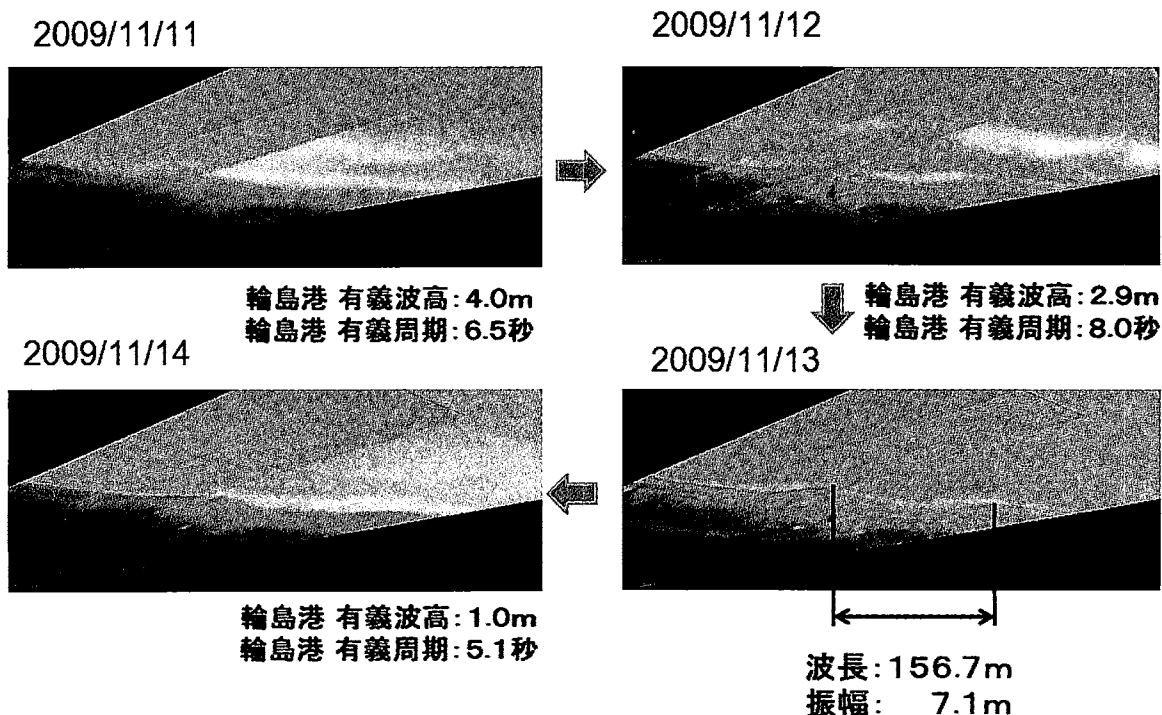 2009/11/11
2009/11/12
輪島港 有義波高:4.0m
輪島港 有義周期:6.5秒
輪島港 有義波高:2.9m
輪島港 有義周期:8.0秒
2009/11/14
2009/11/13
輪島港 有義波高:1.0m
輪島港 有義周期:5.1秒
波長:156.7m
振幅: 7.1m